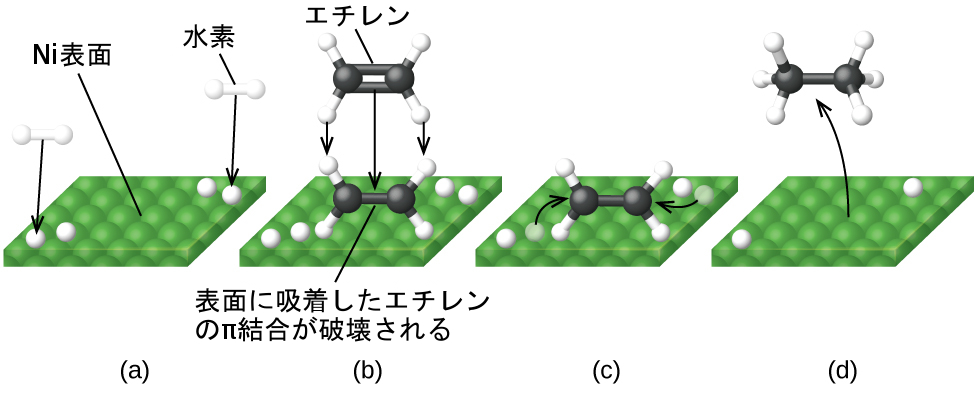 Ni表面
水素
エチレン
表面に吸着したエチレン
のπ結合が破壊される
(a)
(b)
(c)
(d)